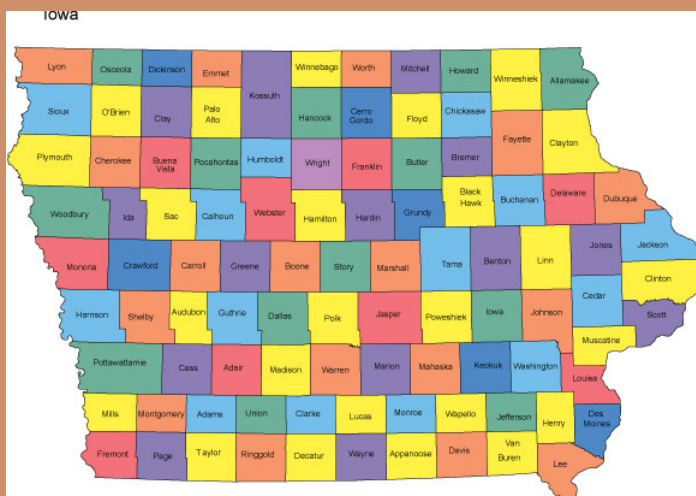 Iowa
Lyon Osceola Dickinson Emmet Kossuth Winnebago Worth Mitchell Howard Winneshiek Allamakee
Sioux O'Brien Clay Palo
Alto Hancock Cerro
Gordo Floyd Chickasaw
Plymouth Cherokee Buena
Vista Pocahontas Humboldt Wright Franklin Butler Bremer Fayette Clayton
Woodbury Ida Sac Calhoun Webster Hamilton Hardin Grundy Black
Hawk Buchanan Delaware Dubuque
Monona Crawford Carroll Greene Boone Story Marshall Tama Benton Linn Jones Jackson
Harrison Shelby Audubon Guthrie Dallas Polk Jasper Poweshiek Iowa Johnson Cedar Clinton
Scott
Muscatine
Pottawattamie Cass Adair Madison Warren Marion Mahaska Keokuk Washington Louisa
Mills Montgomery Adams Union Clarke Lucas Monroe Wapello Jefferson Henry Des
Moines
Fremont Page Taylor Ringgold Decatur Wayne Appanoose Davis Van
Buren Lee